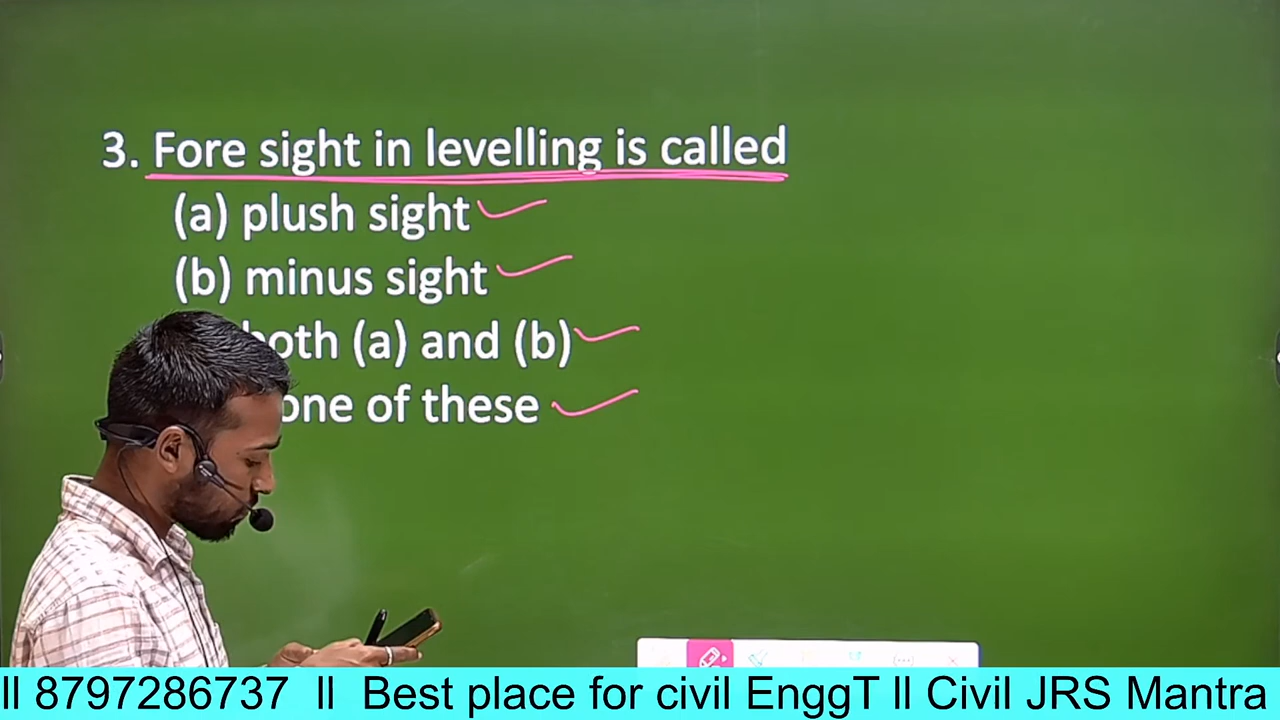 3. Fore sight in levelling is called
(a) plush sight
(b) minus sight
both (a) and (b)
of these
ll 8797286737 ll Best place for civil EnggT ll Civil JRS Mantra